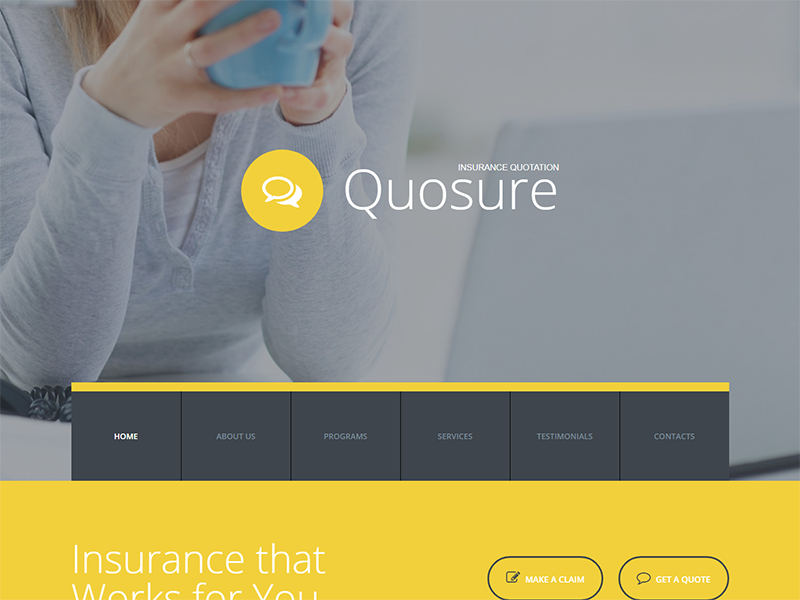 INSURANCE QUOTATION
Quosure
HOME
ABOUT US
PROGRAMS
SERVICES
TESTIMONIALS
CONTACTS
Insurance that
Works for You
MAKE A CLAIM
GET A QUOTE